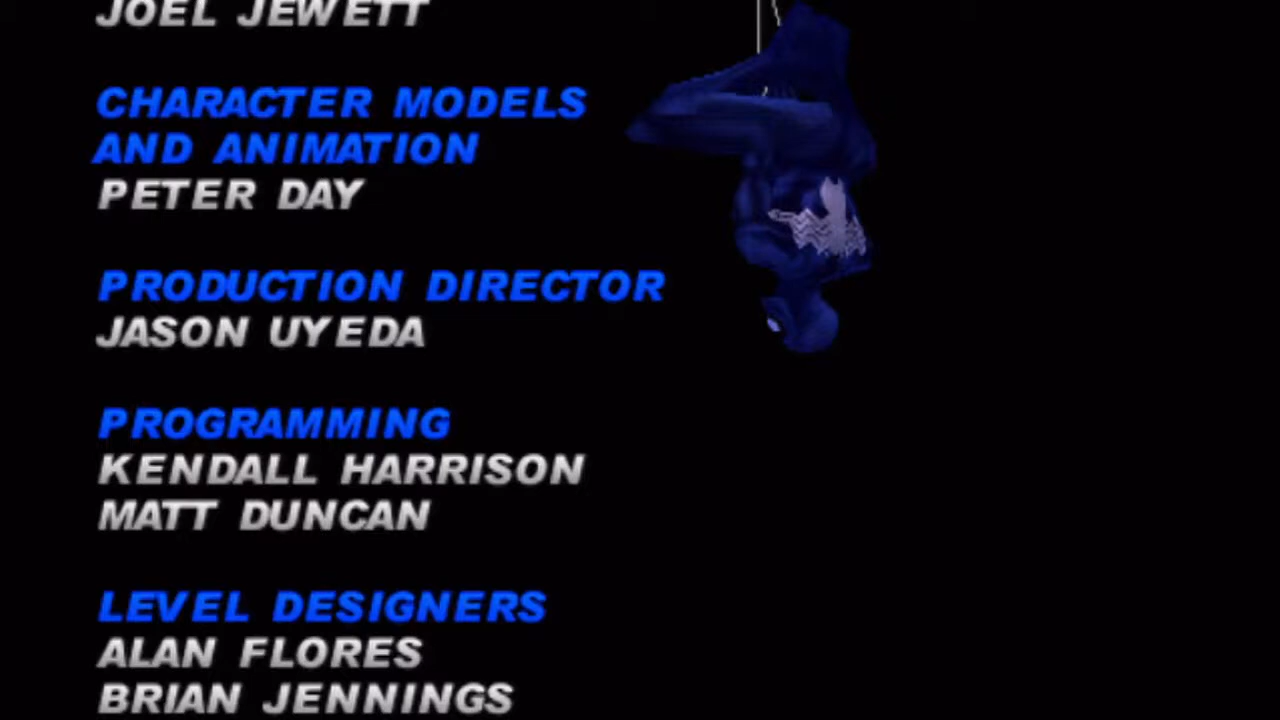 JOEL JEWETT
CHARACTER MODELS
AND ANIMATION
PETER DAY
PRODUCTION DIRECTOR
JASON UYEDA
PROGRAMMING
KENDALL HARRISON
MATT DUNCAN
LEVEL DESIGNERS
ALAN FLORES
BRIAN JENNINGS